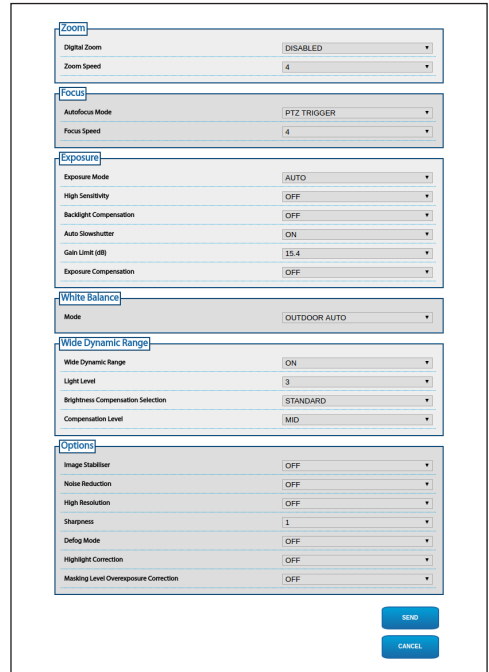 Zoom
Digital Zoom DISABLED
Zoom Speed 4
Focus
Autofocus Mode PTZ TRIGGER
Focus Speed 4
Exposure
Exposure Mode AUTO
High Sensitivity OFF
Backlight Compensation OFF
Auto Slowshutter ON
Gain Limit (dB) 15.4
Exposure Compensation OFF
White Balance
Mode OUTDOOR AUTO
Wide Dynamic Range
Wide Dynamic Range ON
Light Level 3
Brightness Compensation Selection STANDARD
Compensation Level MID
Options
Image Stabiliser OFF
Noise Reduction OFF
High Resolution OFF
Sharpness 1
Defog Mode OFF
Highlight Correction OFF
Masking Level Overexposure Correction OFF
SEND
CANCEL